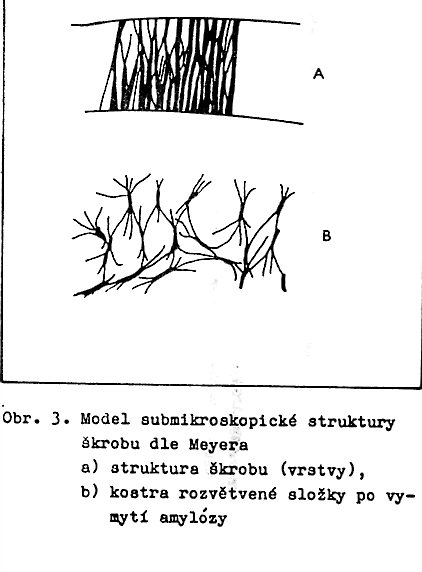 A
B
Obr. 3. Model submikroskopické struktury
škrobu dle Meyera
a) struktura škrobu (vrstvy),
b) kostra rozvětvené složky po vy-
mytí amylózy